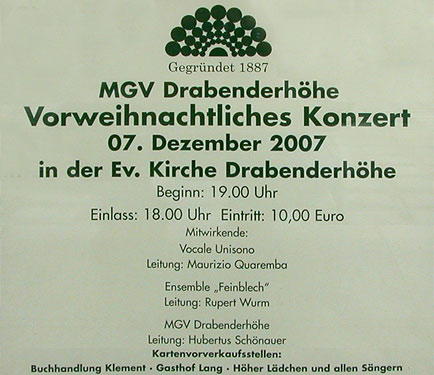 Gegründet 1887
MGV Drabenderhöhe
Vorweihnachtliches Konzert
07. Dezember 2007
in der Ev. Kirche Drabenderhöhe
Beginn: 19.00 Uhr
Einlass: 18.00 Uhr Eintritt: 10,00 Euro
Mitwirkende:
Vocale Unisono
Leitung: Maurizio Quaremba
Ensemble „Feinblech“
Leitung: Rupert Wurm
MGV Drabenderhöhe
Leitung: Hubertus Schönauer
Kartenvorverkaufsstellen:
Buchhandlung Klement · Gasthof Lang · Höher Lädchen und allen Sängern